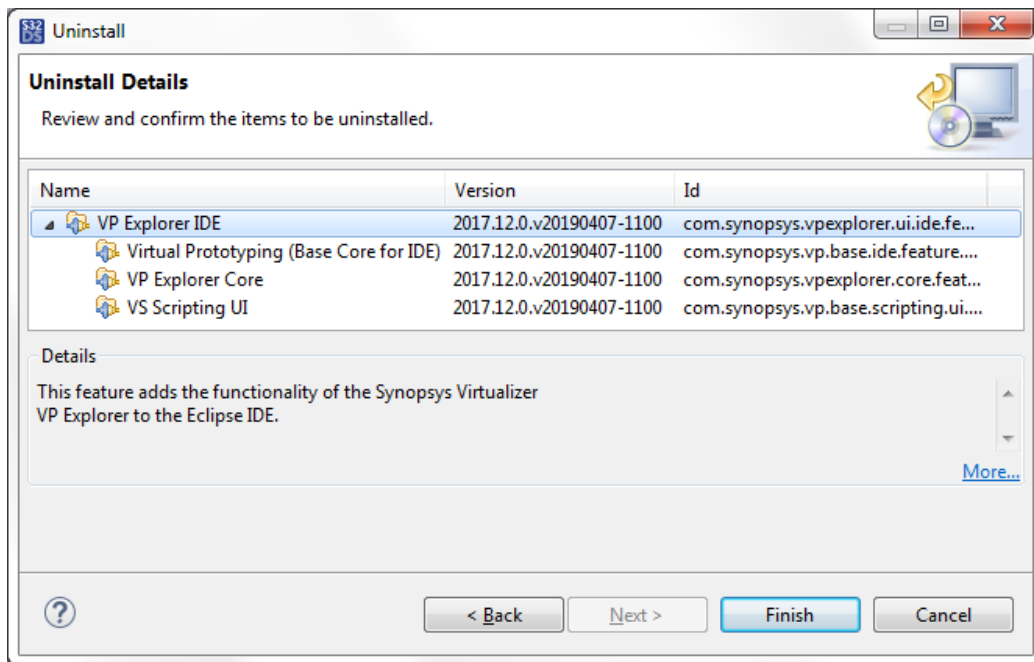 S32 DS Uninstall
Uninstall Details
Review and confirm the items to be uninstalled.
Name Version Id
VP Explorer IDE 2017.12.0.v20190407-1100 com.synopsys.vpexplorer.ui.ide.fe...
Virtual Prototyping (Base Core for IDE) 2017.12.0.v20190407-1100 com.synopsys.vp.base.ide.feature....
VP Explorer Core 2017.12.0.v20190407-1100 com.synopsys.vpexplorer.core.feat...
VS Scripting UI 2017.12.0.v20190407-1100 com.synopsys.vp.base.scripting.ui....
Details
This feature adds the functionality of the Synopsys Virtualizer
VP Explorer to the Eclipse IDE.
More...
? < Back Next > Finish Cancel